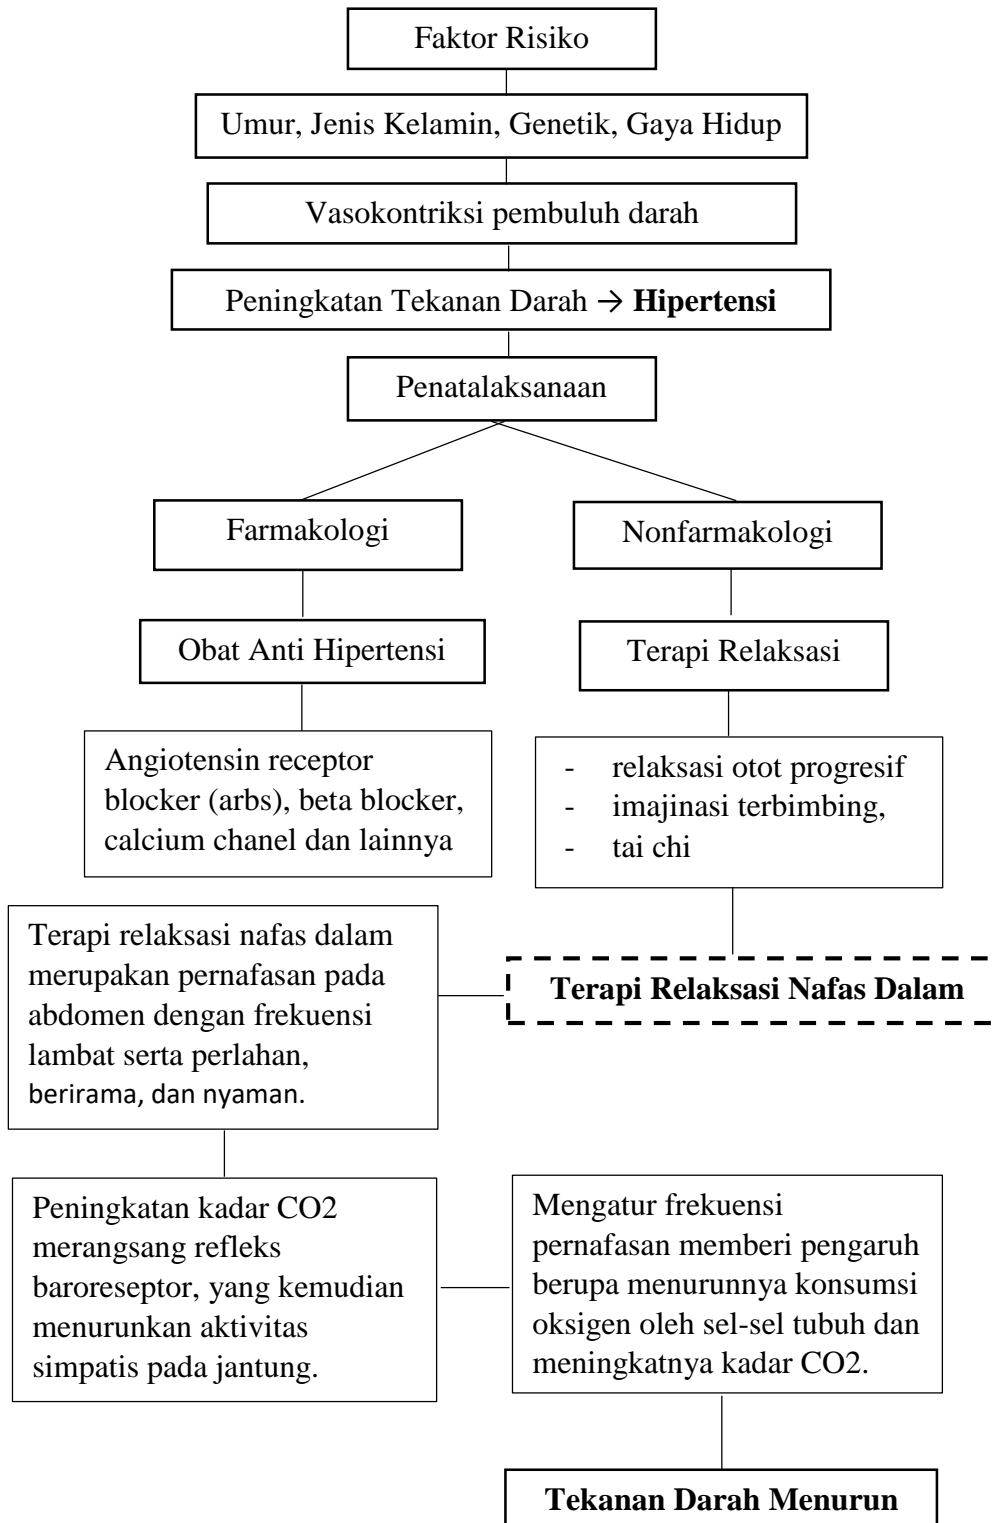 Faktor Risiko
Umur, Jenis Kelamin, Genetik, Gaya Hidup
Vasokontriksi pembuluh darah
Peningkatan Tekanan Darah → Hipertensi
Penatalaksanaan
Farmakologi
Nonfarmakologi
Obat Anti Hipertensi
Terapi Relaksasi
Angiotensin receptor
blocker (arbs), beta blocker,
calcium chanel dan lainnya
- relaksasi otot progresif
- imajinasi terbimbing,
- tai chi
Terapi relaksasi nafas dalam
merupakan pernafasan pada
abdomen dengan frekuensi
lambat serta perlahan,
berirama, dan nyaman.
Terapi Relaksasi Nafas Dalam
Peningkatan kadar CO2
merangsang refleks
baroreseptor, yang kemudian
menurunkan aktivitas
simpatis pada jantung.
Mengatur frekuensi
pernafasan memberi pengaruh
berupa menurunnya konsumsi
oksigen oleh sel-sel tubuh dan
meningkatnya kadar CO2.
Tekanan Darah Menurun